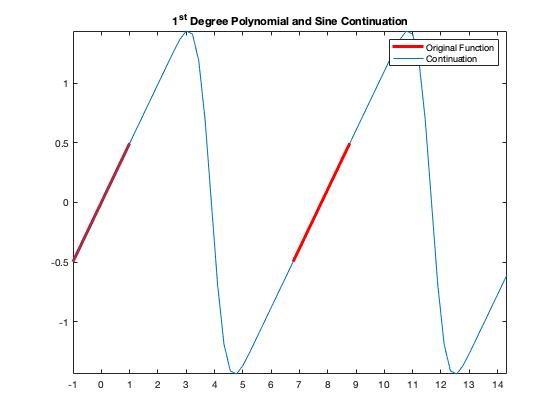 1st Degree Polynomial and Sine Continuation
Original Function
Continuation
1
0.5
0
-0.5
-1
-1 0 1 2 3 4 5 6 7 8 9 10 11 12 13 14